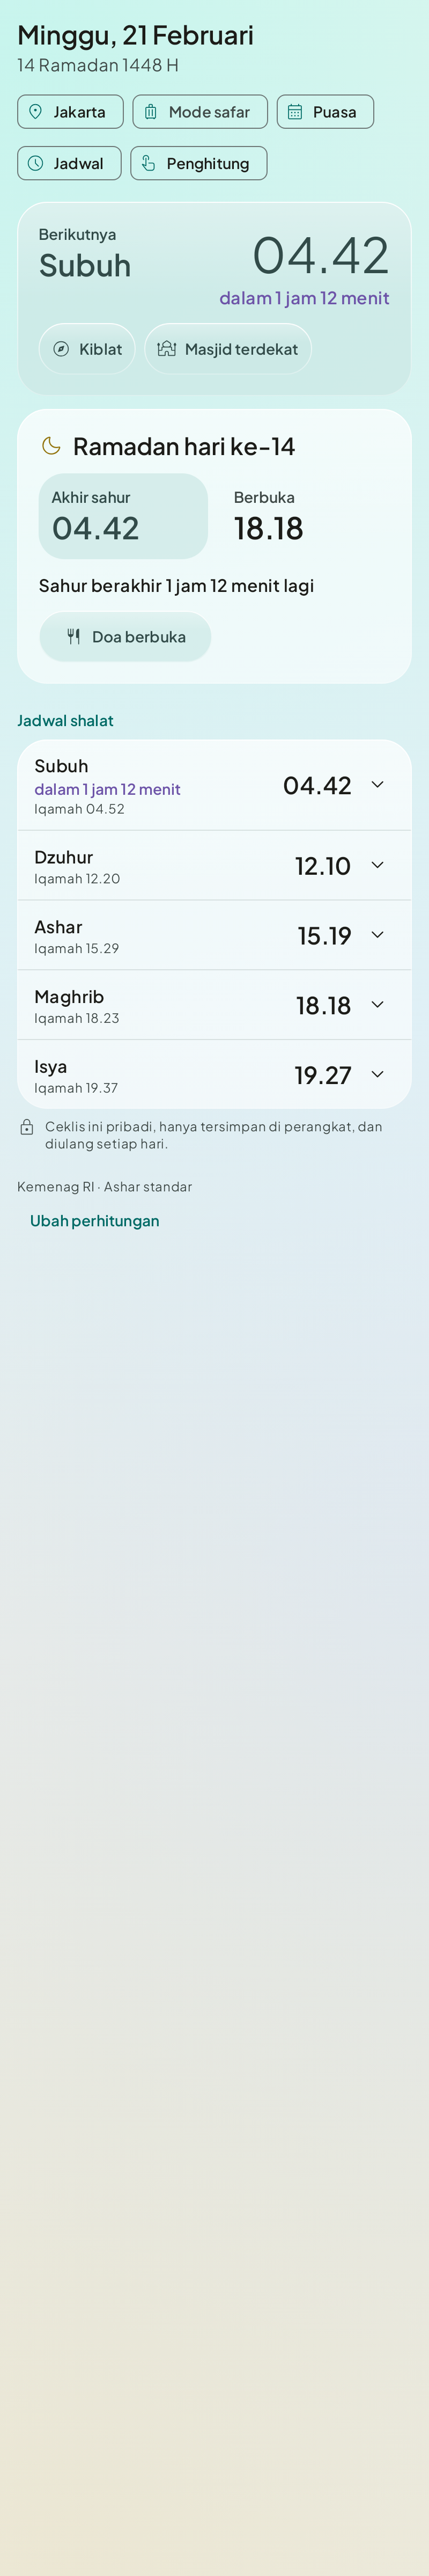 Minggu, 21 Februari
14 Ramadan 1448 H
Jakarta
Mode safar
Puasa
Jadwal
Penghitung
Berikutnya
Subuh
04.42
dalam 1 jam 12 menit
Kiblat
Masjid terdekat
Ramadan hari ke-14
Akhir sahur
04.42
Berbuka
18.18
Sahur berakhir 1 jam 12 menit lagi
Doa berbuka
Jadwal shalat
Subuh
dalam 1 jam 12 menit
Iqamah 04.52
04.42
Dzuhur
Iqamah 12.20
12.10
Ashar
Iqamah 15.29
15.19
Maghrib
Iqamah 18.23
18.18
Isya
Iqamah 19.37
19.27
Ceklis ini pribadi, hanya tersimpan di perangkat, dan
diulang setiap hari.
Kemenag RI · Ashar standar
Ubah perhitungan